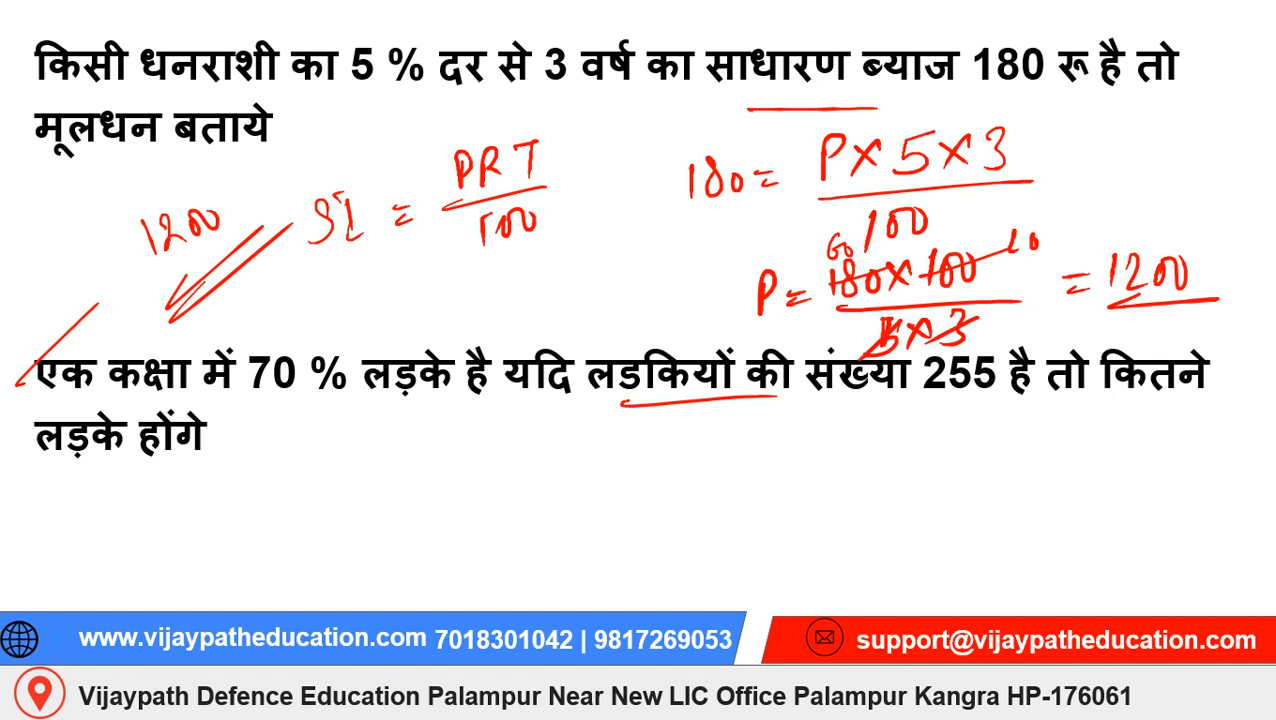 किसी धनराशी का 5 % दर से 3 वर्ष का साधारण ब्याज 180 रू है तो
मूलधन बताये
1200
SI = PRT / 100
180 = P × 5 × 3 / 100
60 10
P = 180 × 100 / 5 × 3 = 1200
एक कक्षा में 70 % लड़के है यदि लडकियों की संख्या 255 है तो कितने
लड़के होंगे
www.vijaypatheducation.com 7018301042 | 9817269053
support@vijaypatheducation.com
Vijaypath Defence Education Palampur Near New LIC Office Palampur Kangra HP-176061